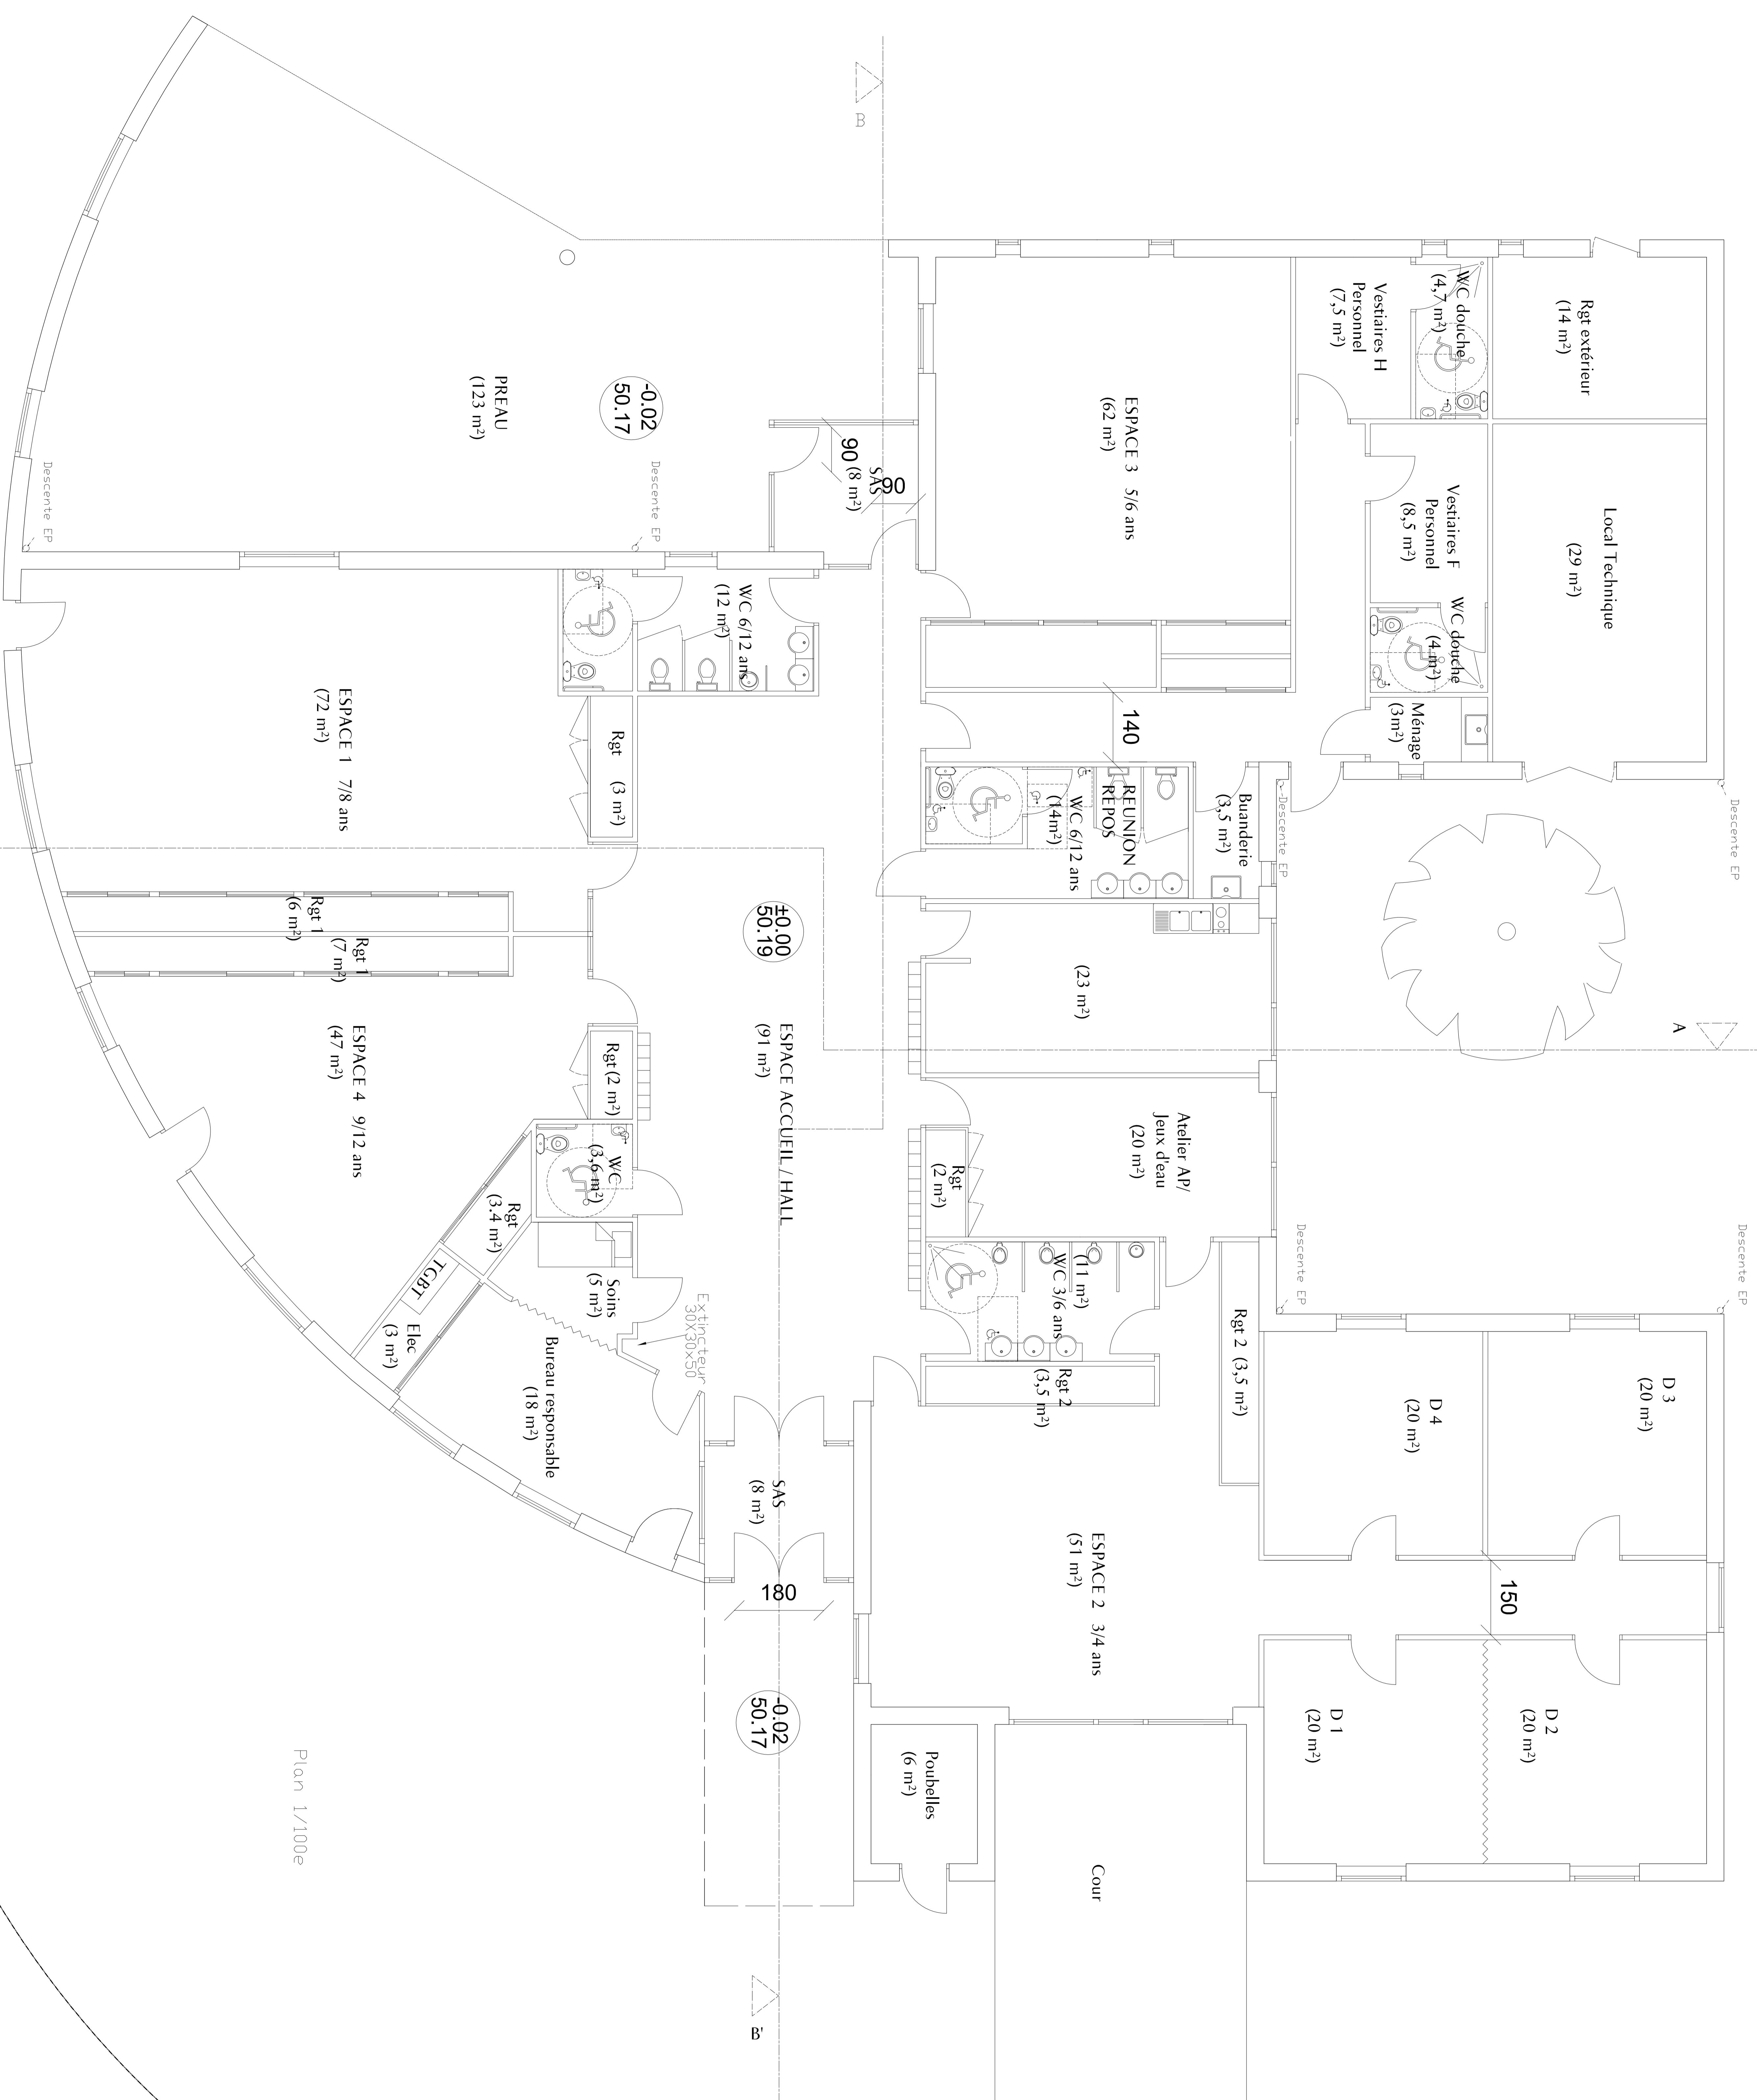 B
Rgt extérieur
(14 m²)
WC douche
(4,7 m²)
Vestiaires H
Personnel
(7,5 m²)
Local Technique
(29 m²)
Vestiaires F
Personnel
(8,5 m²)
WC douche
(4 m²)
Ménage
(3m²)
ESPACE 3 5/6 ans
(62 m²)
PREAU
(123 m²)
-0.02
50.17
90
90
SAS
(8 m²)
Descente EP
Descente EP
Descente EP
Descente EP
140
WC 6/12 ans
(12 m²)
Rgt (3 m²)
ESPACE 1 7/8 ans
(72 m²)
Buanderie
(3,5 m²)
REUNION
REPOS
WC 6/12 ans
(14m²)
(23 m²)
A
±0.00
50.19
ESPACE ACCUEIL / HALL
(91 m²)
Rgt 1
(6 m²)
Rgt 1
(7 m²)
ESPACE 4 9/12 ans
(47 m²)
Rgt (2 m²)
WC
(3,6 m²)
Rgt
(3.4 m²)
TGBT
Elec
(3 m²)
Soins
(5 m²)
Extincteur
30X30x50
Bureau responsable
(18 m²)
Atelier AP/
Jeux d'eau
(20 m²)
Rgt
(2 m²)
(11 m²)
WC 3/6 ans
Rgt 2
(3,5 m²)
Rgt 2 (3,5 m²)
Descente EP
Descente EP
D 3
(20 m²)
D 4
(20 m²)
150
D 2
(20 m²)
D 1
(20 m²)
ESPACE 2 3/4 ans
(51 m²)
SAS
(8 m²)
180
-0.02
50.17
Poubelles
(6 m²)
Cour
B'
Plan 1/100e